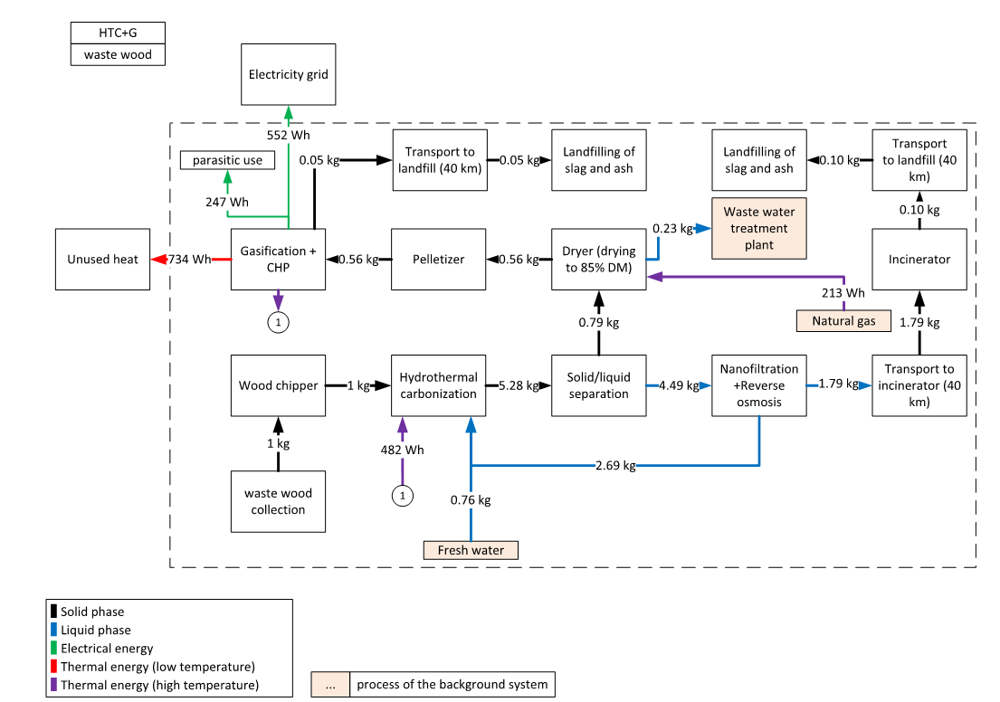 HTC+G
waste wood
Electricity grid
552 Wh
parasitic use
247 Wh
0.05 kg
Transport to
landfill (40 km)
0.05 kg
Landfilling of
slag and ash
Landfilling of
slag and ash
0.10 kg
Transport
to landfill (40
km)
0.10 kg
Waste water
treatment
plant
0.23 kg
Unused heat
734 Wh
Gasification +
CHP
0.56 kg
Pelletizer
0.56 kg
Dryer (drying
to 85% DM)
Incinerator
213 Wh
Natural gas
1
0.79 kg
1.79 kg
Wood chipper
1 kg
Hydrothermal
carbonization
5.28 kg
Solid/liquid
separation
4.49 kg
Nanofiltration
+Reverse
osmosis
1.79 kg
Transport to
incinerator (40
km)
1 kg
482 Wh
2.69 kg
waste wood
collection
1
0.76 kg
Fresh water
Solid phase
Liquid phase
Electrical energy
Thermal energy (low temperature)
Thermal energy (high temperature)
...
process of the background system